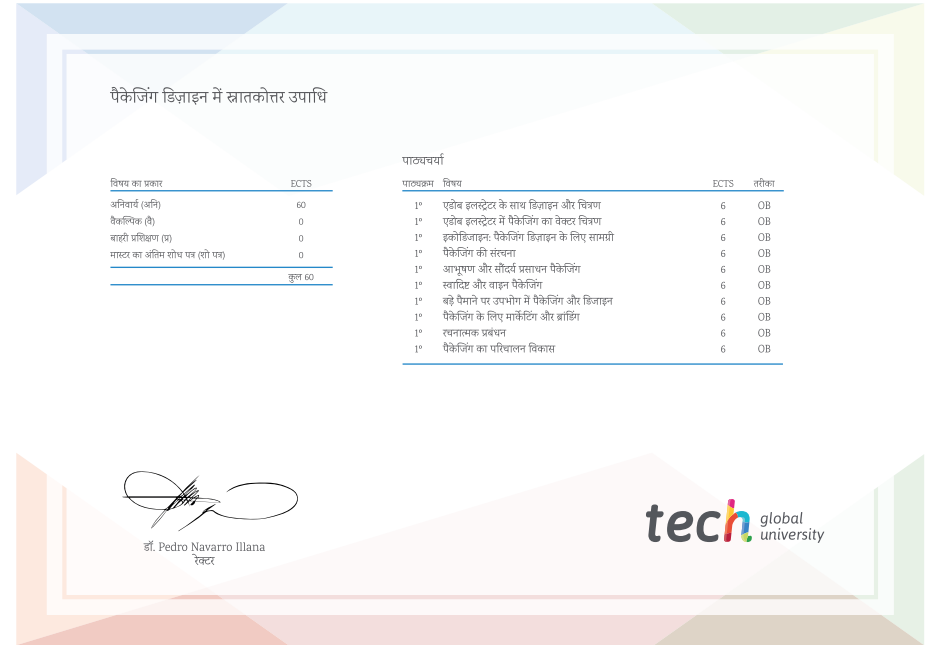 पैकेजिंग डिज़ाइन में स्नातकोत्तर उपाधि
विषय का प्रकार ECTS
अनिवार्य (अनि) 60
वैकल्पिक (वै) 0
बाहरी प्रशिक्षण (प्र) 0
मास्टर का अंतिम शोध पत्र (शो पत्र) 0
कुल 60
पाठ्यचर्या
पाठ्यक्रम विषय ECTS तरीका
1º एडोब इलस्ट्रेटर के साथ डिज़ाइन और चित्रण 6 OB
1º एडोब इलस्ट्रेटर में पैकेजिंग का वेक्टर चित्रण 6 OB
1º इकोडिजाइन: पैकेजिंग डिज़ाइन के लिए सामग्री 6 OB
1º पैकेजिंग की संरचना 6 OB
1º आभूषण और सौंदर्य प्रसाधन पैकेजिंग 6 OB
1º स्वादिष्ट और वाइन पैकेजिंग 6 OB
1º बड़े पैमाने पर उपभोग में पैकेजिंग और डिजाइन 6 OB
1º पैकेजिंग के लिए मार्केटिंग और ब्रांडिंग 6 OB
1º रचनात्मक प्रबंधन 6 OB
1º पैकेजिंग का परिचालन विकास 6 OB
डॉ. Pedro Navarro Illana
रेक्टर
tech global
university